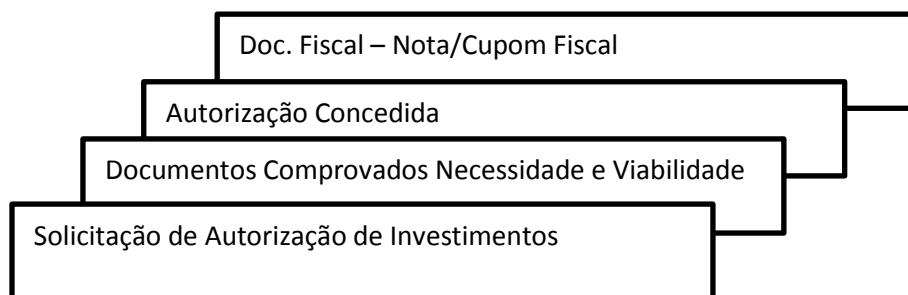 Doc. Fiscal – Nota/Cupom Fiscal
Autorização Concedida
Documentos Comprovados Necessidade e Viabilidade
Solicitação de Autorização de Investimentos